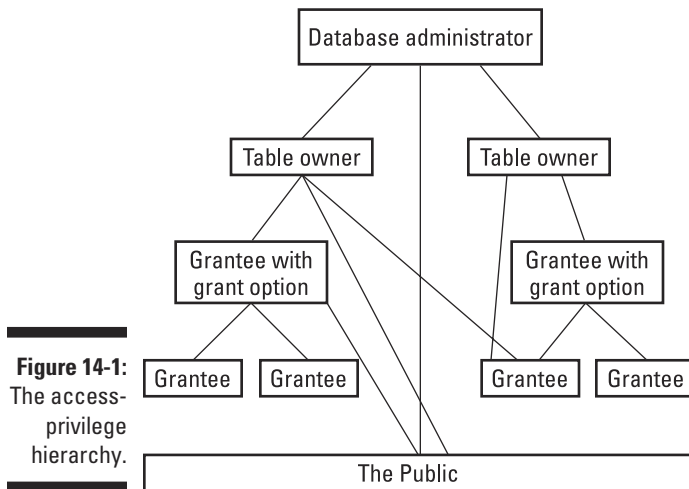 Database administrator
Table owner
Table owner
Grantee with
grant option
Grantee with
grant option
Grantee
Grantee
Grantee
Grantee
The Public
Figure 14-1:
The access-
privilege
hierarchy.